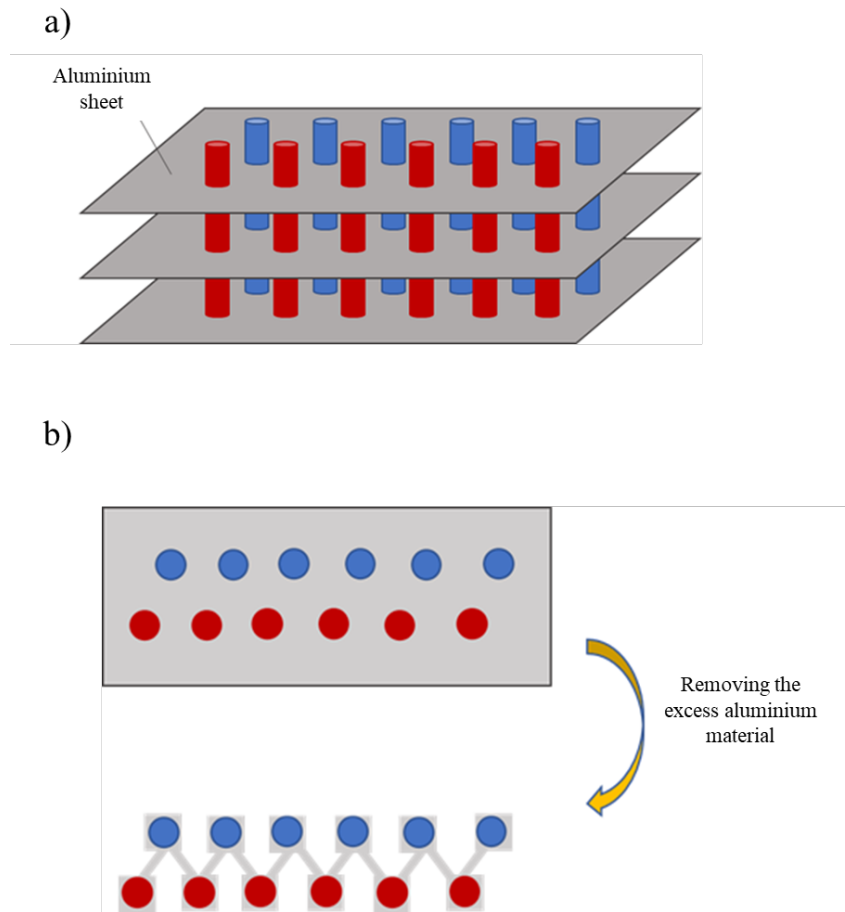 a)
Aluminium
sheet
b)
Removing the
excess aluminium
material